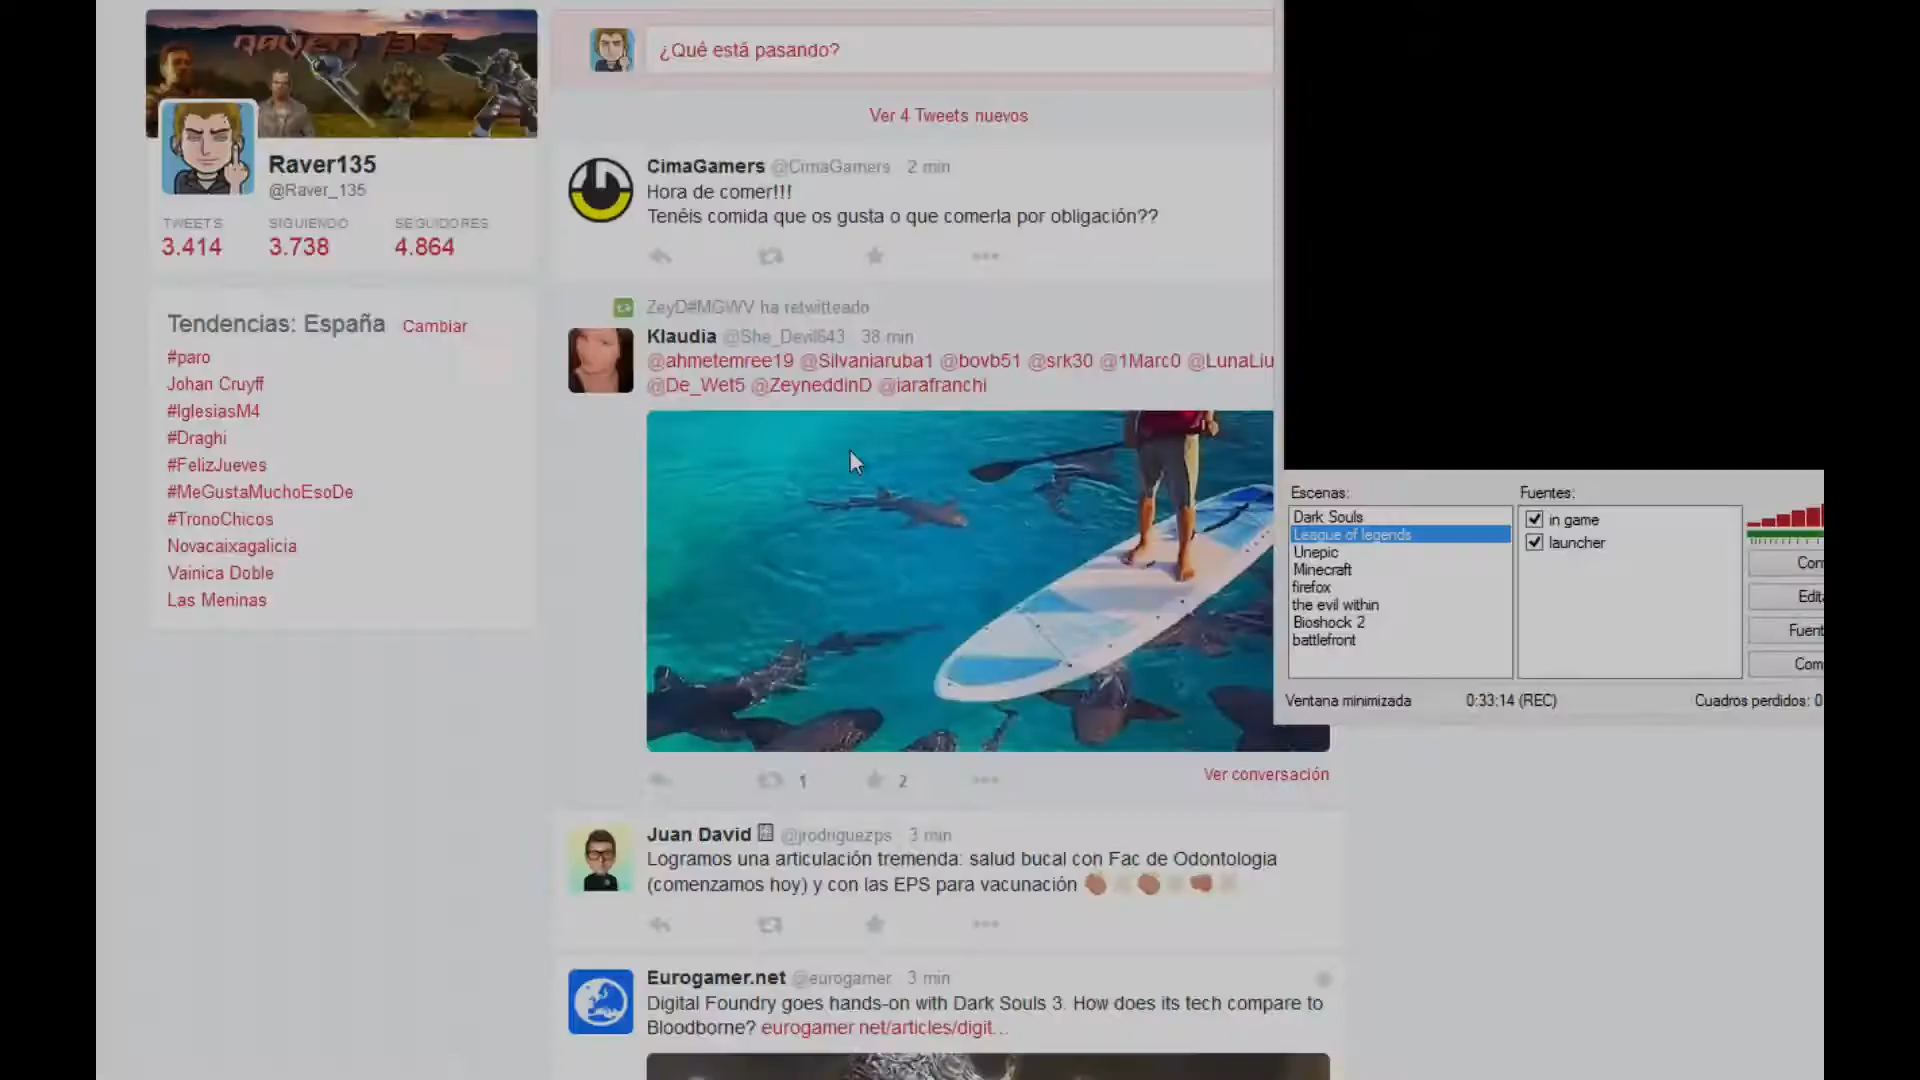 RAVER 135
Raver135
@Raver_135
TWEETS SIGUIENDO SEGUIDORES
3.414 3.738 4.864
Tendencias: España Cambiar
#paro
Johan Cruyff
#IglesiasM4
#Draghi
#FelizJueves
#MeGustaMuchoEsoDe
#TronoChicos
Novacaixagalicia
Vainica Doble
Las Meninas
¿Qué está pasando?
Ver 4 Tweets nuevos
CimaGamers @CimaGamers 2 min
Hora de comer!!!
Tenéis comida que os gusta o que comerla por obligación??
ZeyD#MGWV ha retwitteado
Klaudia @She_Devil643 38 min
@ahmetemree19 @Silvaniaruba1 @bovb51 @srk30 @1Marc0 @LunaLiu
@De_Wet5 @ZeyneddinD @iarafranchi
1 2 Ver conversación
Juan David @jrodriguezps 3 min
Logramos una articulación tremenda: salud bucal con Fac de Odontologia
(comenzamos hoy) y con las EPS para vacunación
Eurogamer.net @eurogamer 3 min
Digital Foundry goes hands-on with Dark Souls 3. How does its tech compare to
Bloodborne? eurogamer.net/articles/digit...
Escenas:
Dark Souls
League of legends
Unepic
Minecraft
firefox
the evil within
Bioshock 2
battlefront
Fuentes:
in game
launcher
Con
Edit
Fuent
Com
Ventana minimizada 0:33:14 (REC) Cuadros perdidos: 0